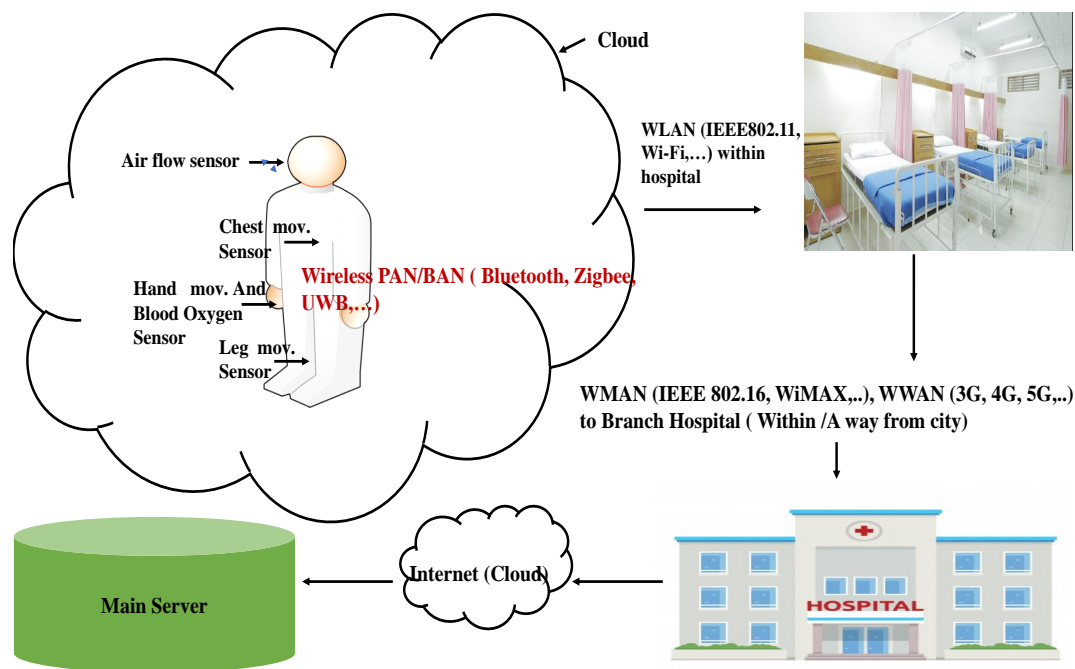 Cloud
WLAN (IEEE802.11,
Wi-Fi,…) within
hospital
Air flow sensor
Chest mov.
Sensor
Wireless PAN/BAN ( Bluetooth, Zigbee,
UWB,…)
Hand mov. And
Blood Oxygen
Sensor
Leg mov.
Sensor
WMAN (IEEE 802.16, WiMAX,..), WWAN (3G, 4G, 5G,..)
to Branch Hospital ( Within /A way from city)
HOSPITAL
Internet (Cloud)
Main Server